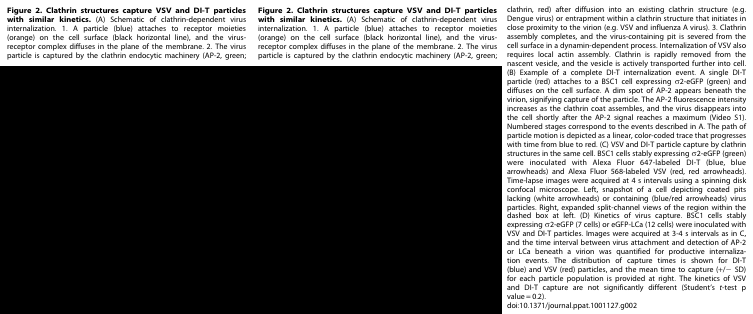 Figure 2. Clathrin structures capture VSV and DI-T particles
with similar kinetics. (A) Schematic of clathrin-dependent virus
internalization. 1. A particle (blue) attaches to receptor moieties
(orange) on the cell surface (black horizontal line), and the virus-
receptor complex diffuses in the plane of the membrane. 2. The virus
particle is captured by the clathrin endocytic machinery (AP-2, green;
Figure 2. Clathrin structures capture VSV and DI-T particles
with similar kinetics. (A) Schematic of clathrin-dependent virus
internalization. 1. A particle (blue) attaches to receptor moieties
(orange) on the cell surface (black horizontal line), and the virus-
receptor complex diffuses in the plane of the membrane. 2. The virus
particle is captured by the clathrin endocytic machinery (AP-2, green;
clathrin, red) after diffusion into an existing clathrin structure (e.g.
Dengue virus) or entrapment within a clathrin structure that initiates in
close proximity to the virion (e.g. VSV and influenza A virus). 3. Clathrin
assembly completes, and the virus-containing pit is severed from the
cell surface in a dynamin-dependent process. Internalization of VSV also
requires local actin assembly. Clathrin is rapidly removed from the
nascent vesicle, and the vesicle is actively transported further into cell.
(B) Example of a complete DI-T internalization event. A single DI-T
particle (red) attaches to a BSC1 cell expressing σ2-eGFP (green) and
diffuses on the cell surface. A dim spot of AP-2 appears beneath the
virion, signifying capture of the particle. The AP-2 fluorescence intensity
increases as the clathrin coat assembles, and the virus disappears into
the cell shortly after the AP-2 signal reaches a maximum (Video S1).
Numbered stages correspond to the events described in A. The path of
particle motion is depicted as a linear, color-coded trace that progresses
with time from blue to red. (C) VSV and DI-T particle capture by clathrin
structures in the same cell. BSC1 cells stably expressing σ2-eGFP (green)
were inoculated with Alexa Fluor 647-labeled DI-T (blue, blue
arrowheads) and Alexa Fluor 568-labeled VSV (red, red arrowheads).
Time-lapse images were acquired at 4 s intervals using a spinning disk
confocal microscope. Left, snapshot of a cell depicting coated pits
lacking (white arrowheads) or containing (blue/red arrowheads) virus
particles. Right, expanded split-channel views of the region within the
dashed box at left. (D) Kinetics of virus capture. BSC1 cells stably
expressing σ2-eGFP (7 cells) or eGFP-LCa (12 cells) were inoculated with
VSV and DI-T particles. Images were acquired at 3-4 s intervals as in C,
and the time interval between virus attachment and detection of AP-2
or LCa beneath a virion was quantified for productive internaliza-
tion events. The distribution of capture times is shown for DI-T
(blue) and VSV (red) particles, and the mean time to capture (+/− SD)
for each particle population is provided at right. The kinetics of VSV
and DI-T capture are not significantly different (Student's t-test p
value = 0.2).
doi:10.1371/journal.ppat.1001127.g002